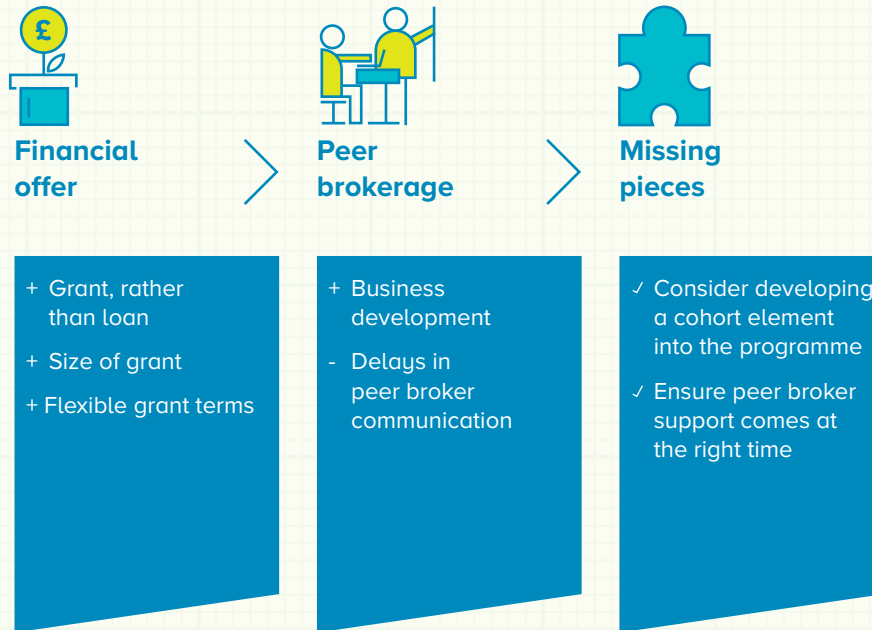 £
Financial
offer
Peer
brokerage
Missing
pieces
+ Grant, rather
than loan
+ Size of grant
+ Flexible grant terms
+ Business
development
- Delays in
peer broker
communication
✓ Consider developing
a cohort element
into the programme
✓ Ensure peer broker
support comes at
the right time